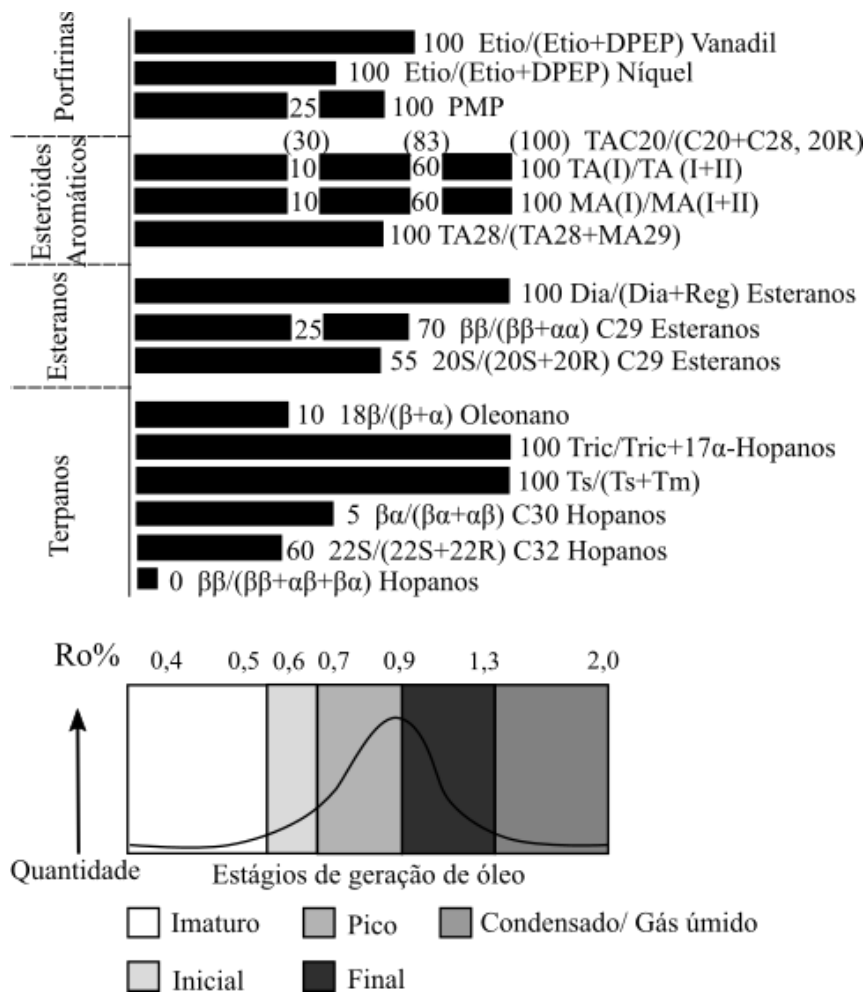 Porfirinas
100 Etio/(Etio+DPEP) Vanadil
100 Etio/(Etio+DPEP) Níquel
25 100 PMP
Esteróides
Aromáticos
(30) (83) (100) TAC20/(C20+C28, 20R)
10 60 100 TA(I)/TA (I+II)
10 60 100 MA(I)/MA(I+II)
100 TA28/(TA28+MA29)
Esteranos
100 Dia/(Dia+Reg) Esteranos
25 70 ββ/(ββ+αα) C29 Esteranos
55 20S/(20S+20R) C29 Esteranos
Terpanos
10 18β/(β+α) Oleonano
100 Tric/Tric+17α-Hopanos
100 Ts/(Ts+Tm)
5 βα/(βα+αβ) C30 Hopanos
60 22S/(22S+22R) C32 Hopanos
0 ββ/(ββ+αβ+βα) Hopanos
Ro% 0,4 0,5 0,6 0,7 0,9 1,3 2,0
Quantidade
Estágios de geração de óleo
Imaturo Pico Condensado/ Gás úmido
Inicial Final